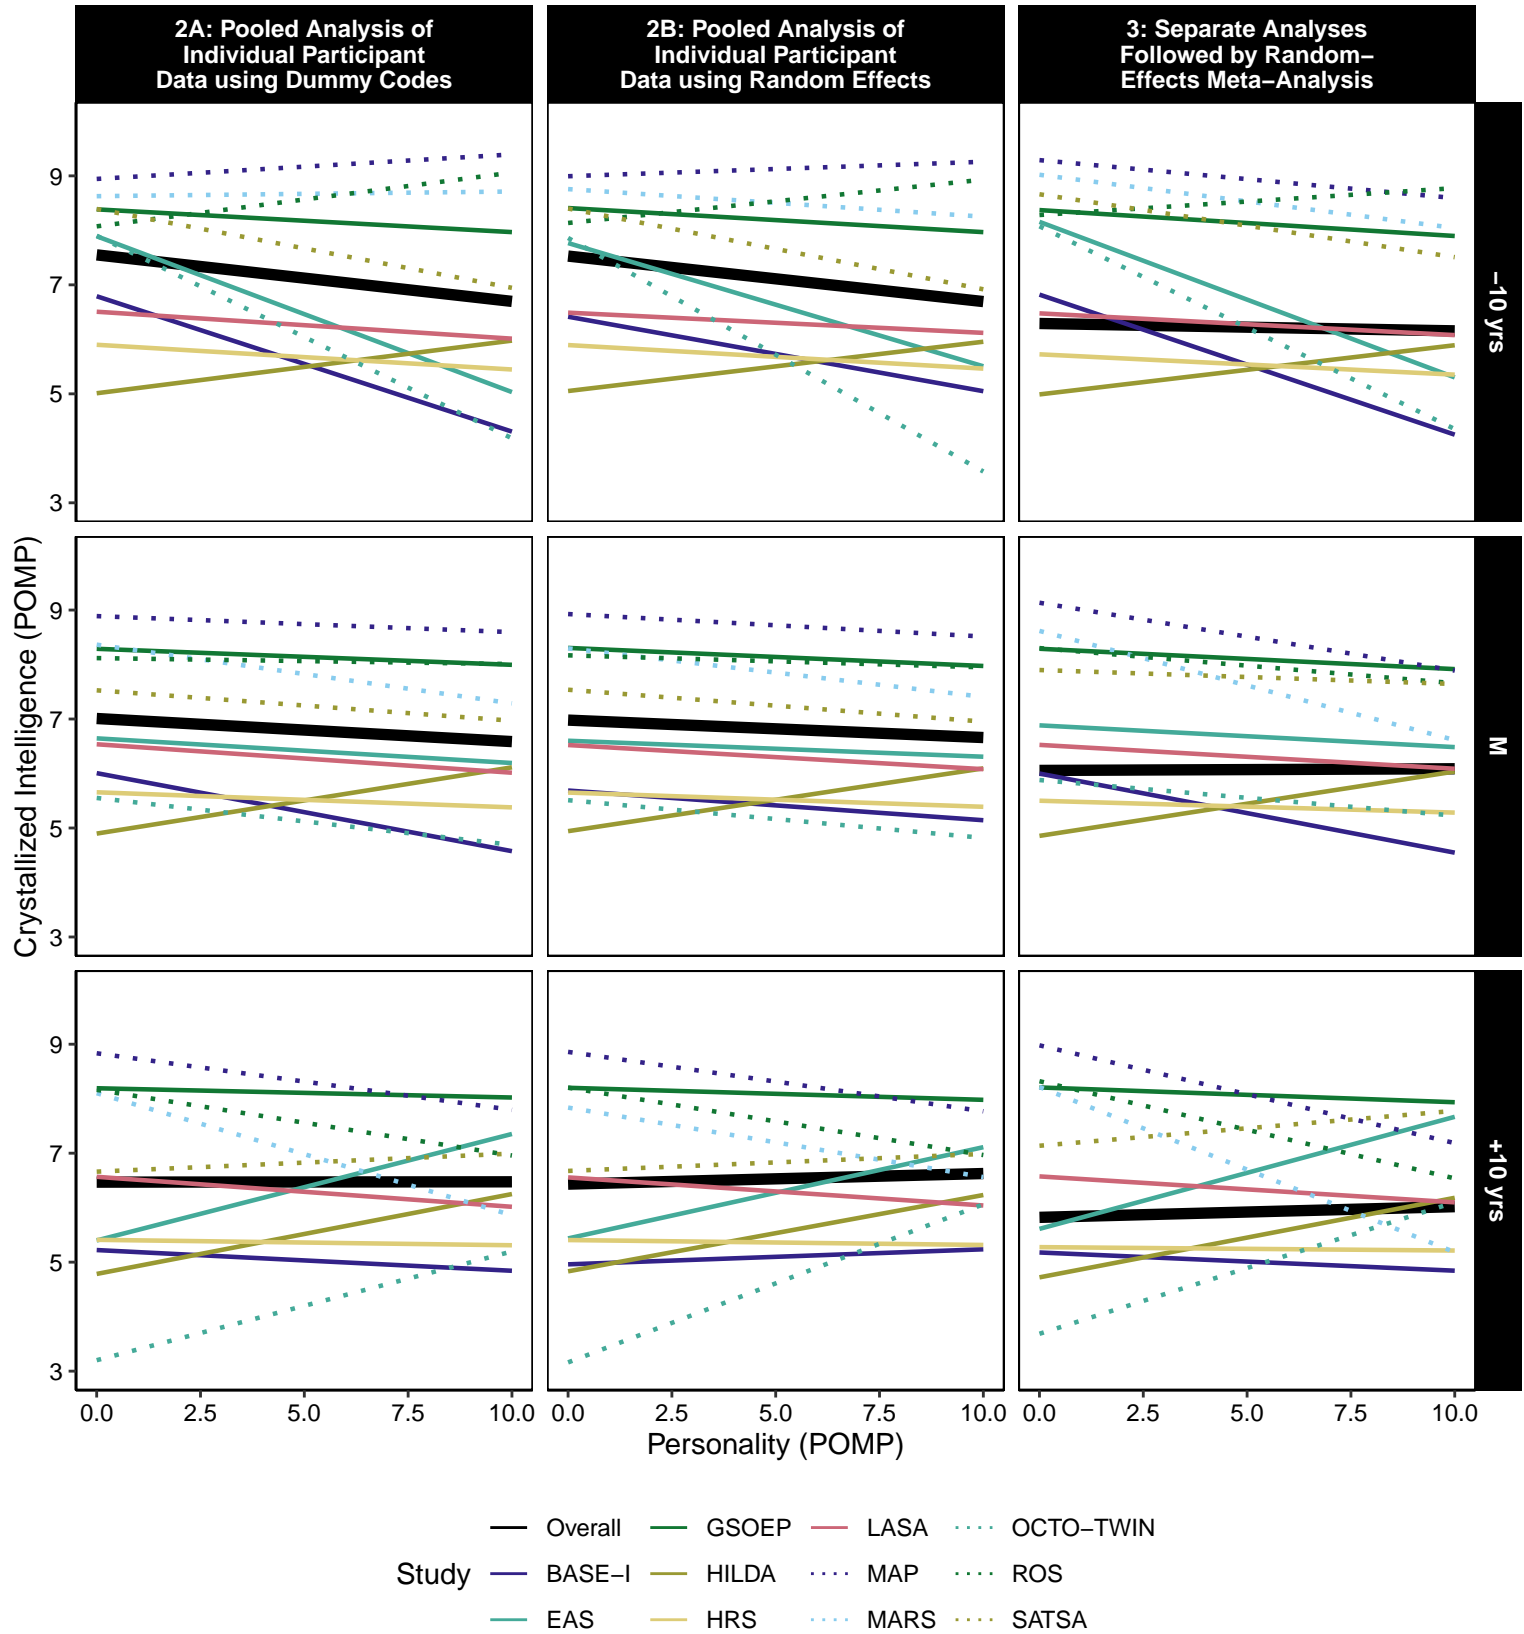 2A: Pooled Analysis of
Individual Participant
Data using Dummy Codes
2B: Pooled Analysis of
Individual Participant
Data using Random Effects
3: Separate Analyses
Followed by Random−
Effects Meta−Analysis
9
7
5
3
−10 yrs
9
7
5
3
M
9
7
5
3
+10 yrs
Crystallized Intelligence (POMP)
0.0 2.5 5.0 7.5 10.0
0.0 2.5 5.0 7.5 10.0
0.0 2.5 5.0 7.5 10.0
Personality (POMP)
Study
Overall GSOEP LASA OCTO−TWIN
BASE−I HILDA MAP ROS
EAS HRS MARS SATSA